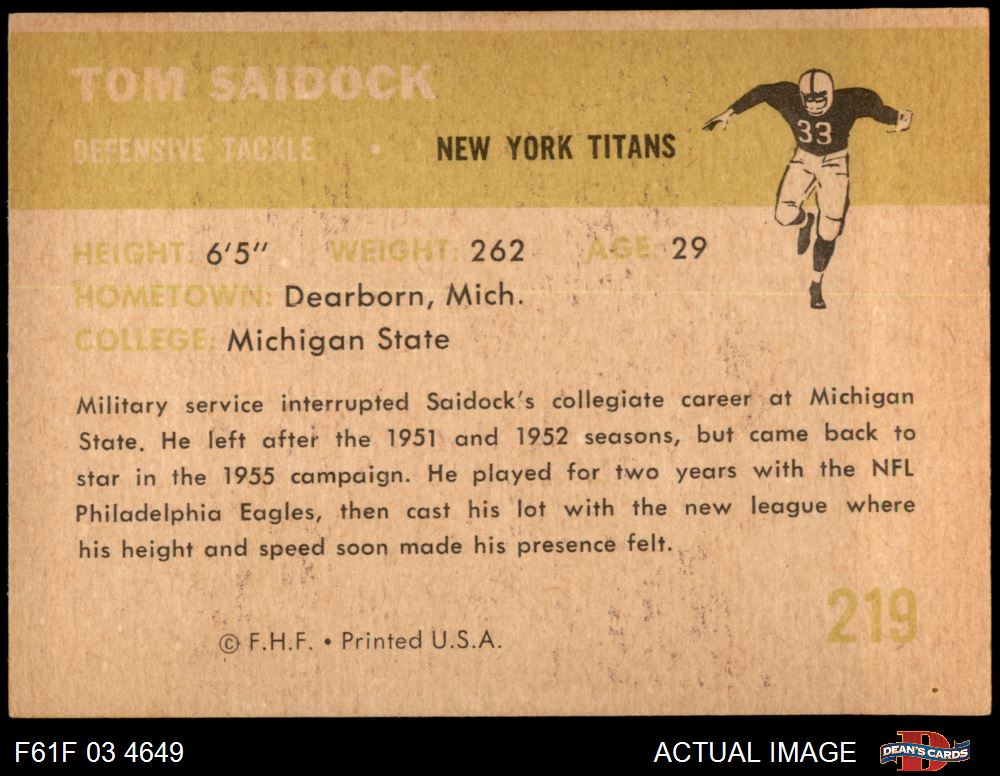 TOM SAIDOCK
DEFENSIVE TACKLE • NEW YORK TITANS
33
HEIGHT: 6'5" WEIGHT: 262 AGE: 29
HOMETOWN: Dearborn, Mich.
COLLEGE: Michigan State
Military service interrupted Saidock's collegiate career at Michigan
State. He left after the 1951 and 1952 seasons, but came back to
star in the 1955 campaign. He played for two years with the NFL
Philadelphia Eagles, then cast his lot with the new league where
his height and speed soon made his presence felt.
219
© F.H.F. • Printed U.S.A.
F61F 03 4649 ACTUAL IMAGE D DEAN'S CARDS